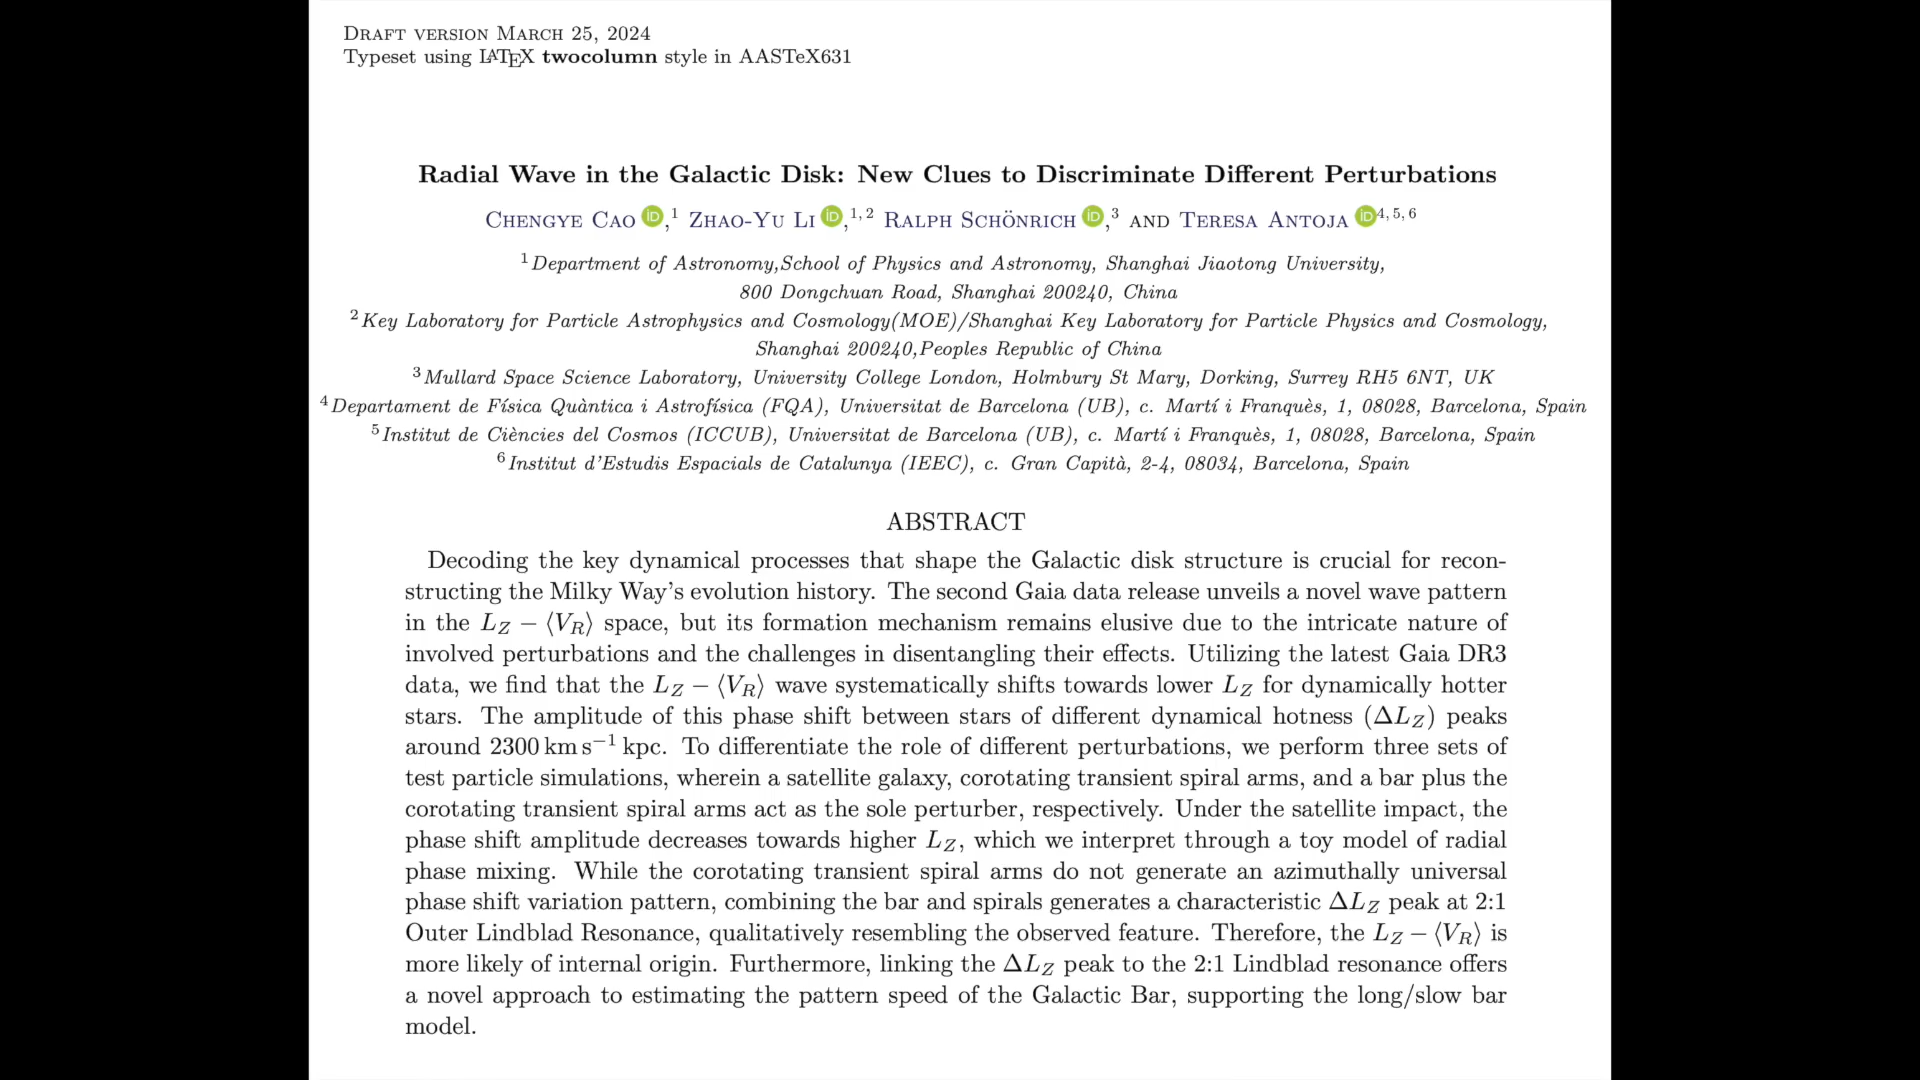 DRAFT VERSION MARCH 25, 2024
Typeset using LATEX twocolumn style in AASTeX631
Radial Wave in the Galactic Disk: New Clues to Discriminate Different Perturbations
CHENGYE CAO iD,1 ZHAO-YU LI iD,1, 2 RALPH SCHÖNRICH iD,3 AND TERESA ANTOJA iD4, 5, 6
1Department of Astronomy,School of Physics and Astronomy, Shanghai Jiaotong University,
800 Dongchuan Road, Shanghai 200240, China
2Key Laboratory for Particle Astrophysics and Cosmology(MOE)/Shanghai Key Laboratory for Particle Physics and Cosmology,
Shanghai 200240,Peoples Republic of China
3Mullard Space Science Laboratory, University College London, Holmbury St Mary, Dorking, Surrey RH5 6NT, UK
4Departament de Física Quàntica i Astrofísica (FQA), Universitat de Barcelona (UB), c. Martí i Franquès, 1, 08028, Barcelona, Spain
5Institut de Ciències del Cosmos (ICCUB), Universitat de Barcelona (UB), c. Martí i Franquès, 1, 08028, Barcelona, Spain
6Institut d'Estudis Espacials de Catalunya (IEEC), c. Gran Capità, 2-4, 08034, Barcelona, Spain
ABSTRACT
Decoding the key dynamical processes that shape the Galactic disk structure is crucial for recon-
structing the Milky Way's evolution history. The second Gaia data release unveils a novel wave pattern
in the L_Z − ⟨V_R⟩ space, but its formation mechanism remains elusive due to the intricate nature of
involved perturbations and the challenges in disentangling their effects. Utilizing the latest Gaia DR3
data, we find that the L_Z − ⟨V_R⟩ wave systematically shifts towards lower L_Z for dynamically hotter
stars. The amplitude of this phase shift between stars of different dynamical hotness (ΔL_Z) peaks
around 2300 km s−1 kpc. To differentiate the role of different perturbations, we perform three sets of
test particle simulations, wherein a satellite galaxy, corotating transient spiral arms, and a bar plus the
corotating transient spiral arms act as the sole perturber, respectively. Under the satellite impact, the
phase shift amplitude decreases towards higher L_Z, which we interpret through a toy model of radial
phase mixing. While the corotating transient spiral arms do not generate an azimuthally universal
phase shift variation pattern, combining the bar and spirals generates a characteristic ΔL_Z peak at 2:1
Outer Lindblad Resonance, qualitatively resembling the observed feature. Therefore, the L_Z − ⟨V_R⟩ is
more likely of internal origin. Furthermore, linking the ΔL_Z peak to the 2:1 Lindblad resonance offers
a novel approach to estimating the pattern speed of the Galactic Bar, supporting the long/slow bar
model.